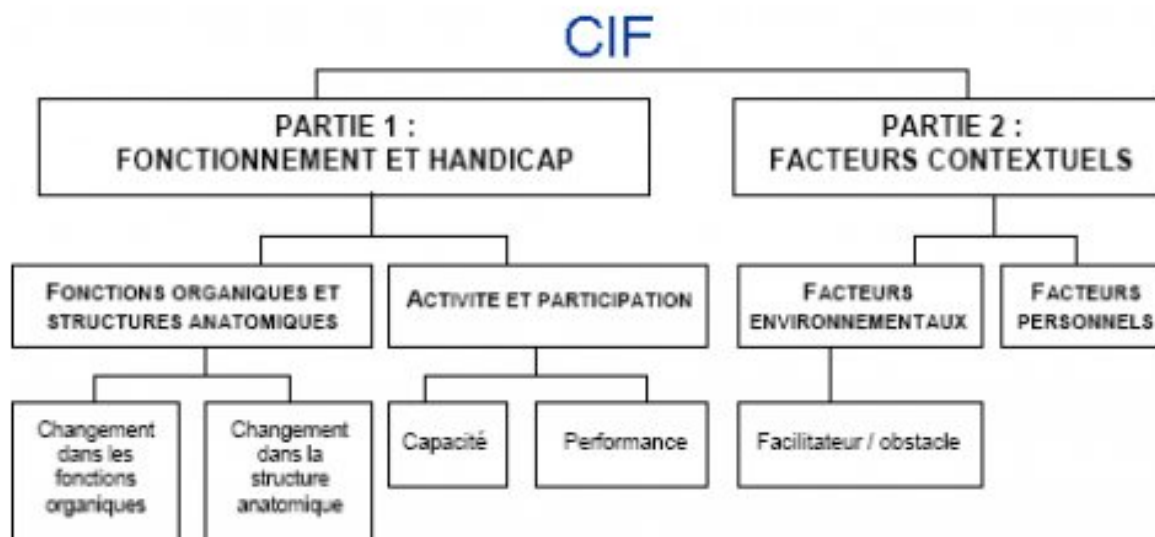 CIF
PARTIE 1 :
FONCTIONNEMENT ET HANDICAP
PARTIE 2 :
FACTEURS CONTEXTUELS
FONCTIONS ORGANIQUES ET
STRUCTURES ANATOMIQUES
ACTIVITE ET PARTICIPATION
FACTEURS
ENVIRONNEMENTAUX
FACTEURS
PERSONNELS
Changement
dans les
fonctions
organiques
Changement
dans la
structure
anatomique
Capacité
Performance
Facilitateur / obstacle